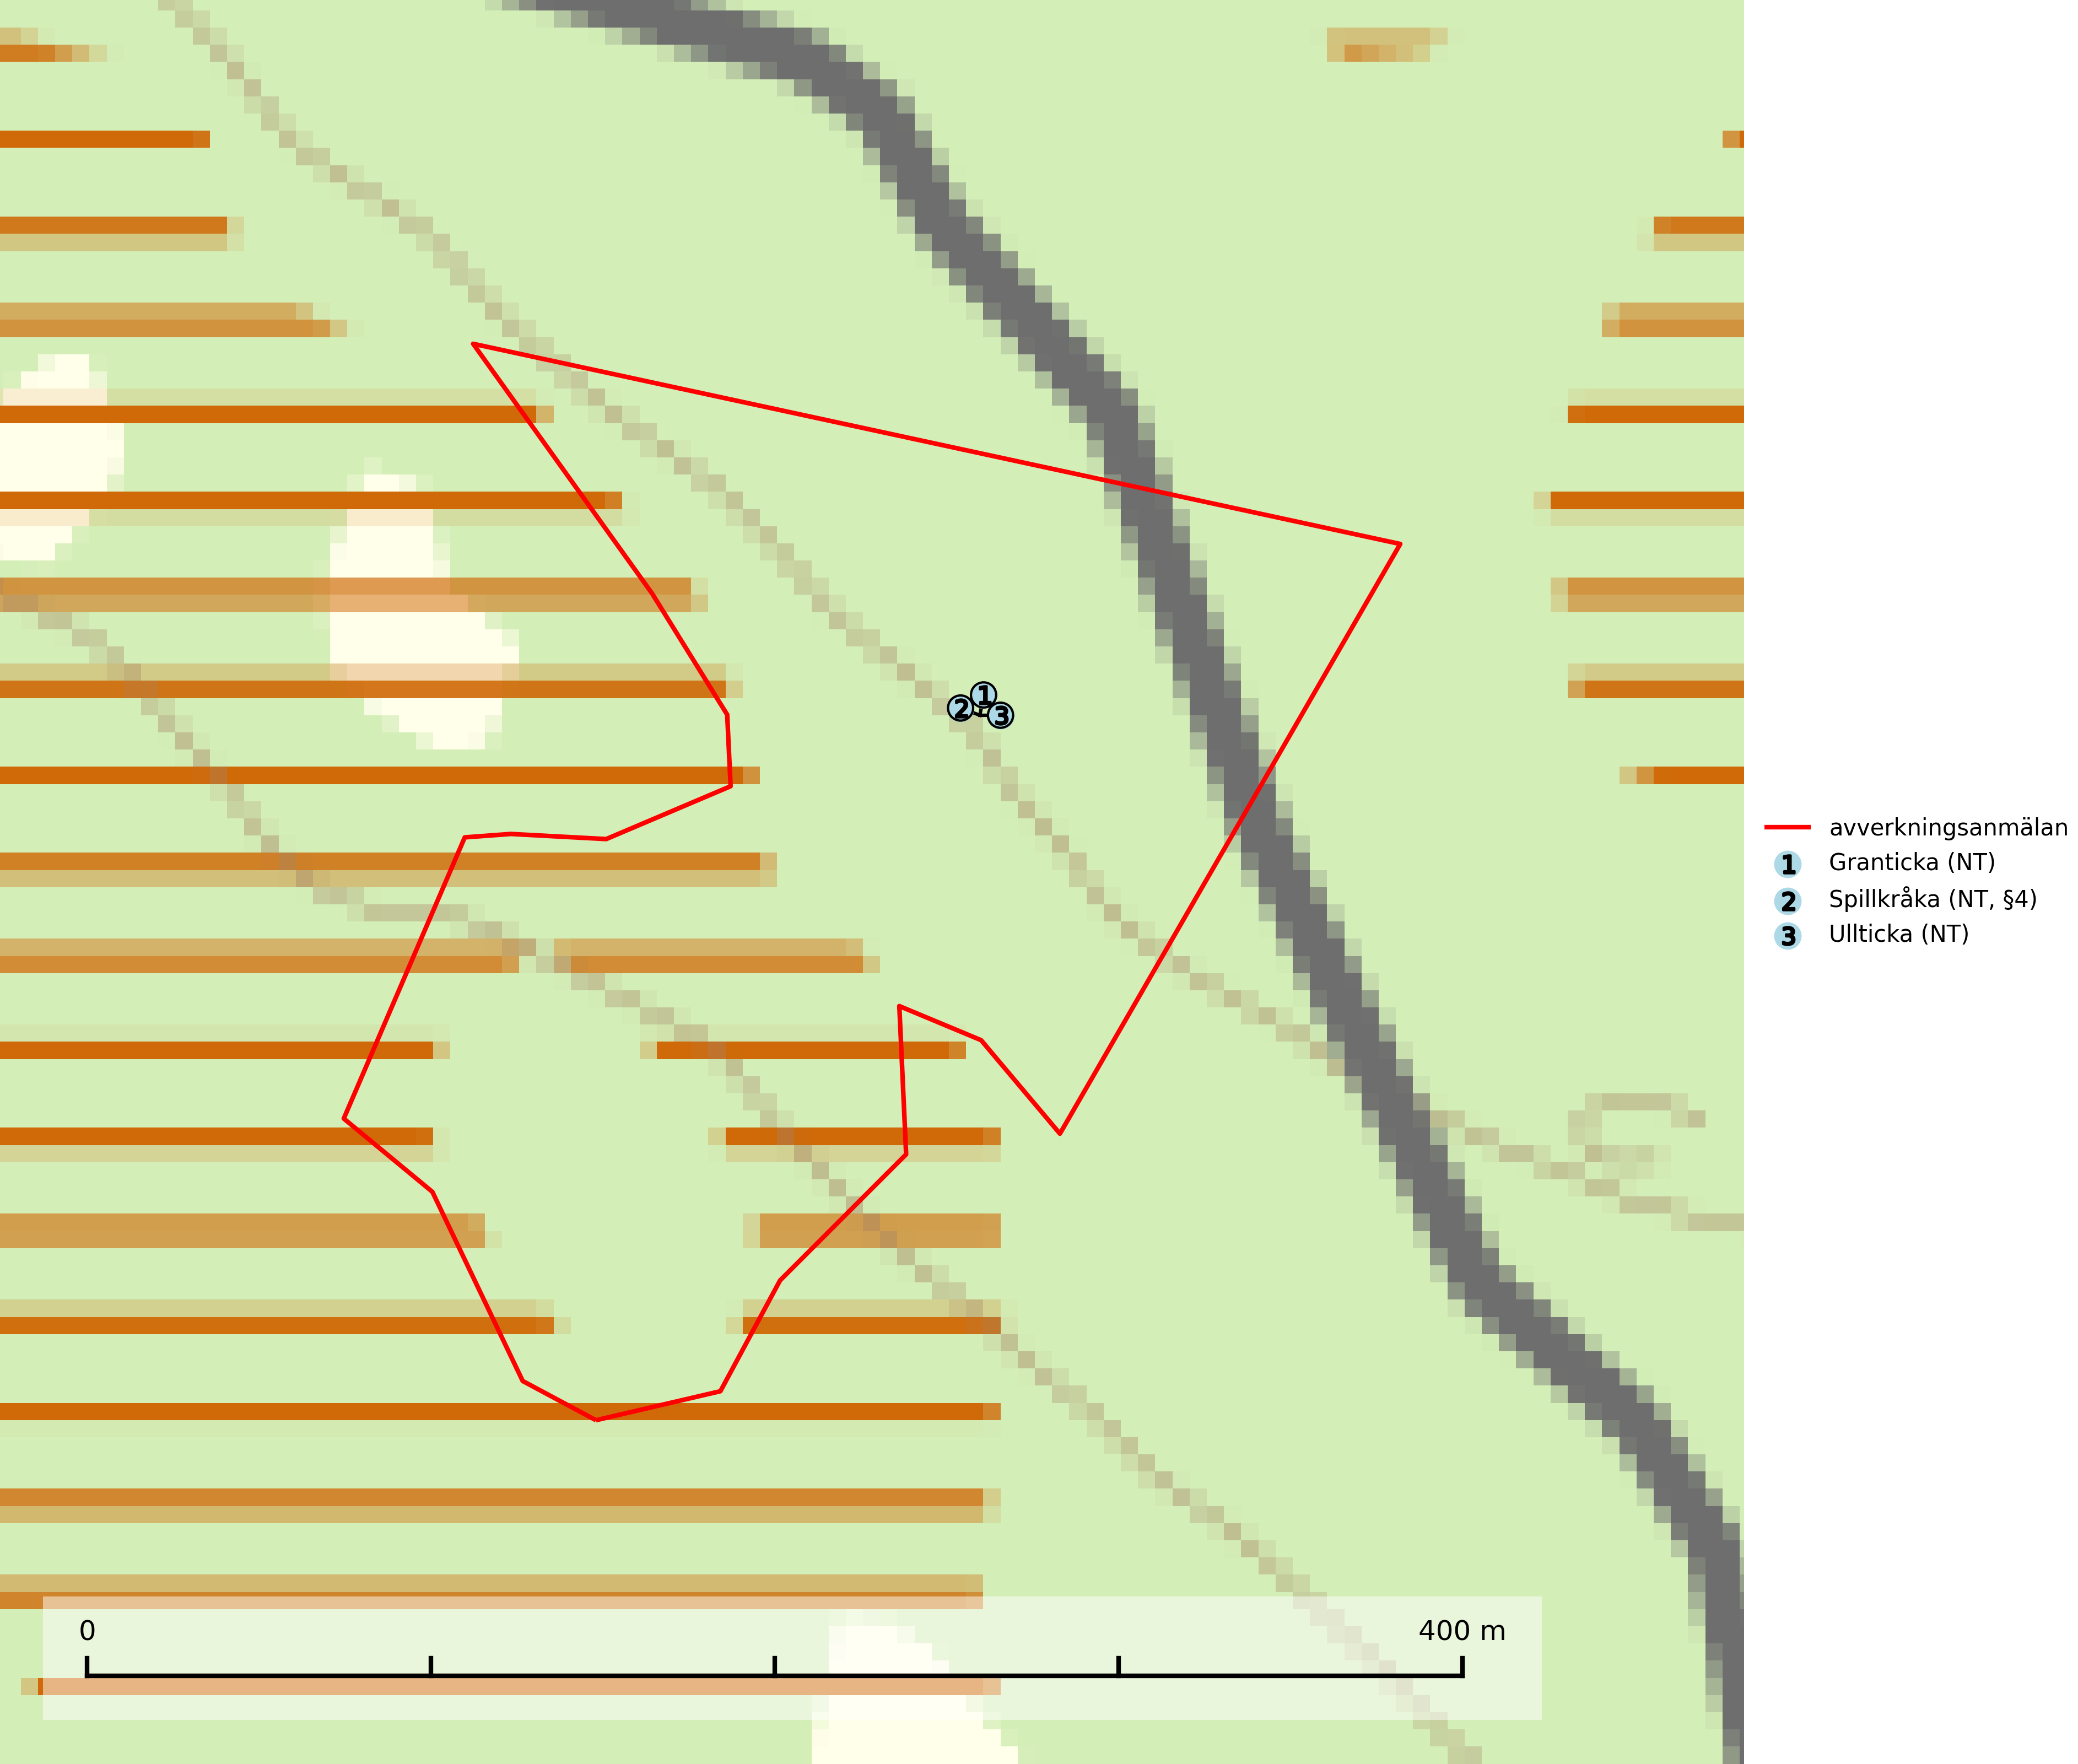 1
2 3
avverkningsanmälan
1 Granticka (NT)
2 Spillkråka (NT, §4)
3 Ullticka (NT)
0 400 m